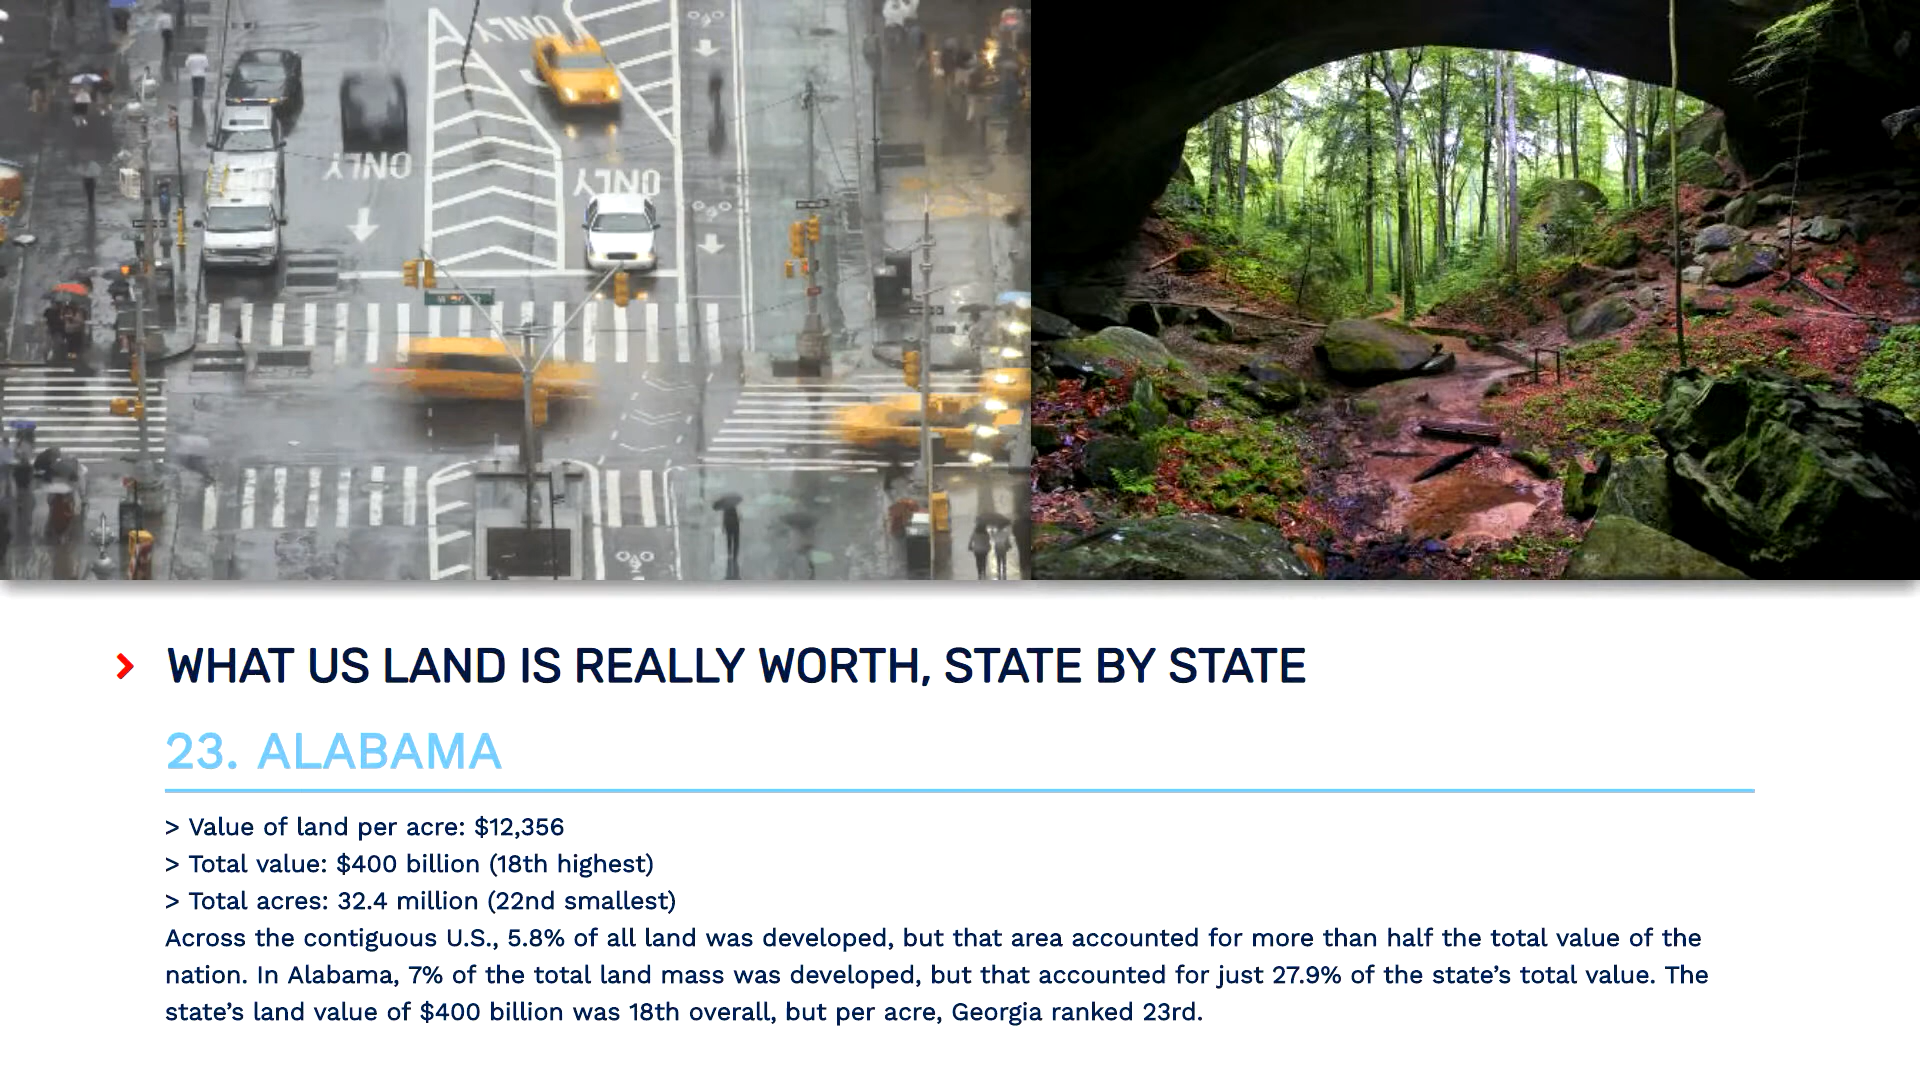 ONLY
ONLY
ONLY
WHAT US LAND IS REALLY WORTH, STATE BY STATE
23. ALABAMA
> Value of land per acre: $12,356
> Total value: $400 billion (18th highest)
> Total acres: 32.4 million (22nd smallest)
Across the contiguous U.S., 5.8% of all land was developed, but that area accounted for more than half the total value of the
nation. In Alabama, 7% of the total land mass was developed, but that accounted for just 27.9% of the state’s total value. The
state’s land value of $400 billion was 18th overall, but per acre, Georgia ranked 23rd.